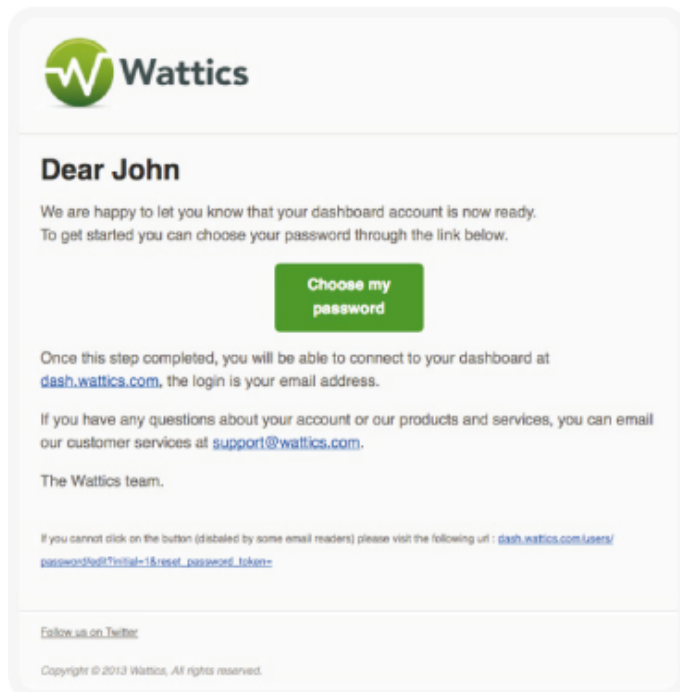 Wattics
Dear John
We are happy to let you know that your dashboard account is now ready.
To get started you can choose your password through the link below.
Choose my
password
Once this step completed, you will be able to connect to your dashboard at
dash.wattics.com, the login is your email address.
If you have any questions about your account or our products and services, you can email
our customer services at support@wattics.com.
The Wattics team.
If you cannot click on the button (disbaled by some email readers) please visit the following url : dash.wattics.com/users/
password/edit?initial=1&reset_password_token=
Follow us on Twitter
Copyright © 2013 Wattics, All rights reserved.